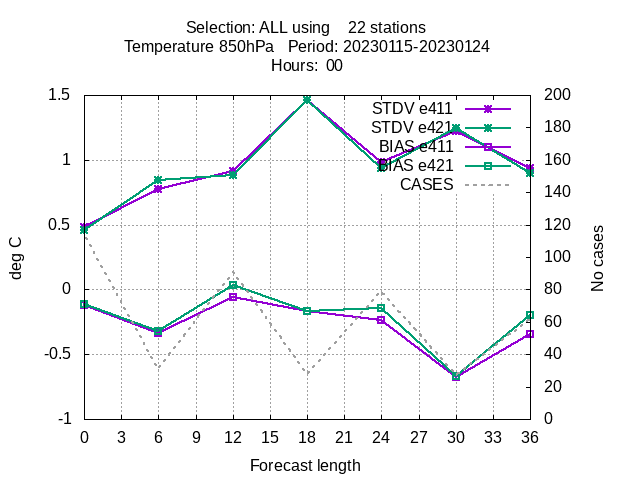 Selection: ALL using    22 stations
Temperature 850hPa   Period: 20230115-20230124
Hours:  00
1.5
1
0.5
0
-0.5
-1
200
180
160
140
120
100
80
60
40
20
0
deg C
No cases
STDV e411
STDV e421
BIAS e411
BIAS e421
CASES
0 3 6 9 12 15 18 21 24 27 30 33 36
Forecast length